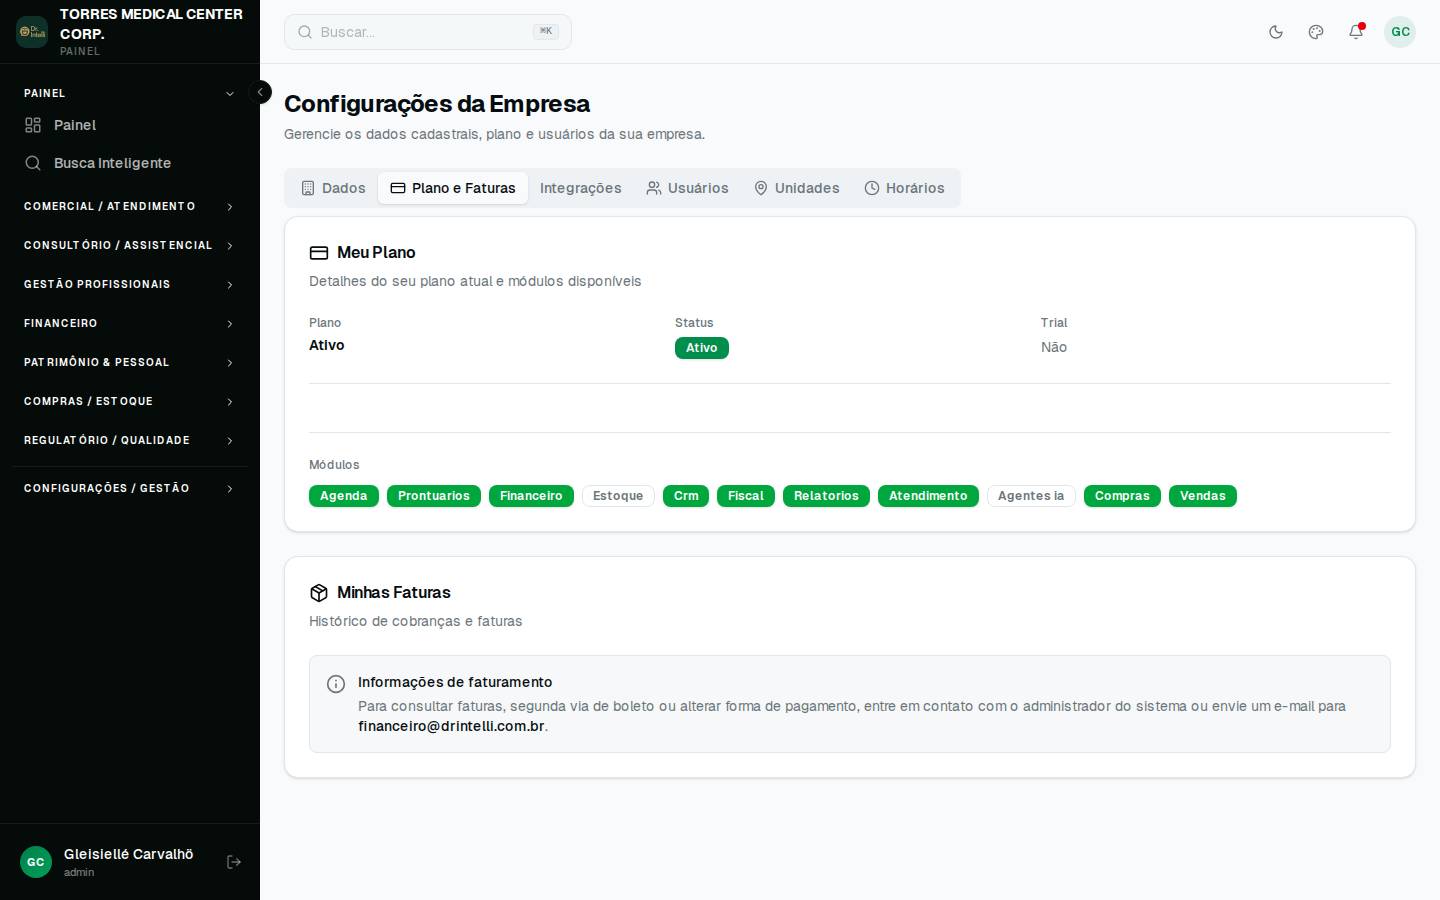 TORRES MEDICAL CENTER
CORP.
PAINEL
PAINEL
Painel
Busca Inteligente
COMERCIAL / ATENDIMENTO
CONSULTÓRIO / ASSISTENCIAL
GESTÃO PROFISSIONAIS
FINANCEIRO
PATRIMÔNIO & PESSOAL
COMPRAS / ESTOQUE
REGULATÓRIO / QUALIDADE
CONFIGURAÇÕES / GESTÃO
GC
Gleisiellé Carvalhö
admin
Buscar...
⌘K
GC
Configurações da Empresa
Gerencie os dados cadastrais, plano e usuários da sua empresa.
Dados Plano e Faturas Integrações Usuários Unidades Horários
Meu Plano
Detalhes do seu plano atual e módulos disponíveis
Plano Status Trial
Ativo Ativo Não
Módulos
Agenda Prontuarios Financeiro Estoque Crm Fiscal Relatorios Atendimento Agentes ia Compras Vendas
Minhas Faturas
Histórico de cobranças e faturas
Informações de faturamento
Para consultar faturas, segunda via de boleto ou alterar forma de pagamento, entre em contato com o administrador do sistema ou envie um e-mail para
financeiro@drintelli.com.br.